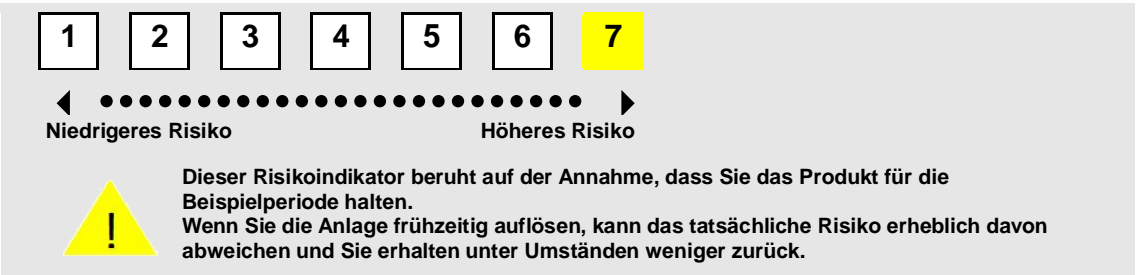 1 2 3 4 5 6 7
Niedrigeres Risiko Höheres Risiko
Dieser Risikoindikator beruht auf der Annahme, dass Sie das Produkt für die
Beispielperiode halten.
Wenn Sie die Anlage frühzeitig auflösen, kann das tatsächliche Risiko erheblich davon
abweichen und Sie erhalten unter Umständen weniger zurück.
!